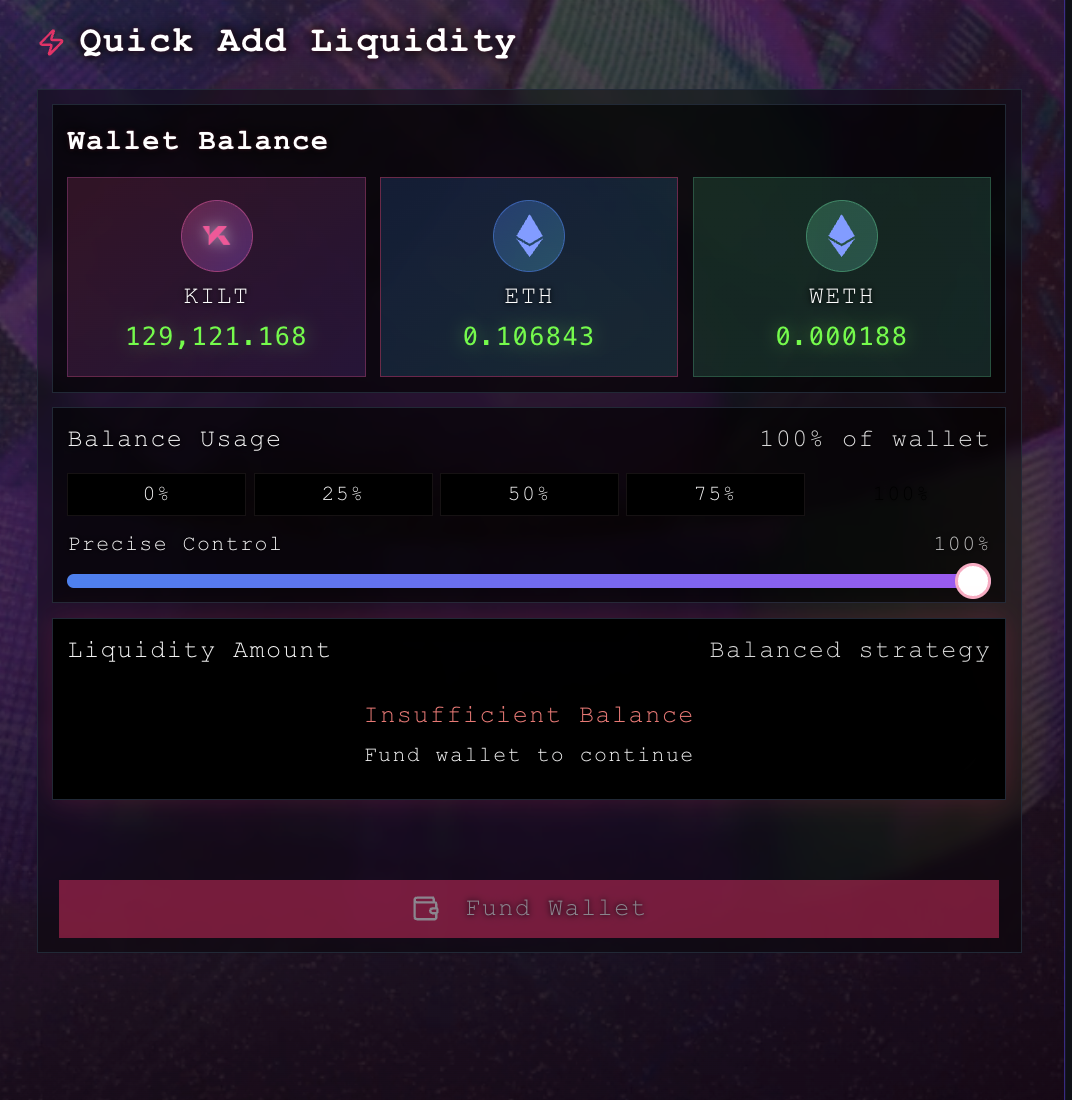 Quick Add Liquidity
Wallet Balance
KILT
129,121.168
ETH
0.106843
WETH
0.000188
Balance Usage
100% of wallet
0%
25%
50%
75%
100%
Precise Control
100%
Liquidity Amount
Balanced strategy
Insufficient Balance
Fund wallet to continue
Fund Wallet